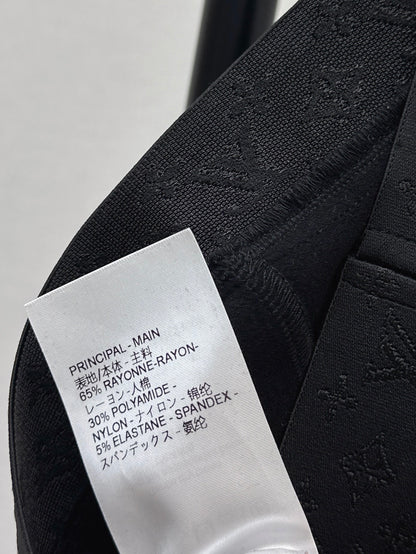 PRINCIPAL - MAIN
表地/本体 - 主料
65% RAYONNE-RAYON-
レーヨン - 人棉
30% POLYAMIDE -
NYLON - ナイロン - 锦纶
5% ELASTANE - SPANDEX -
スパンデックス - 氨纶